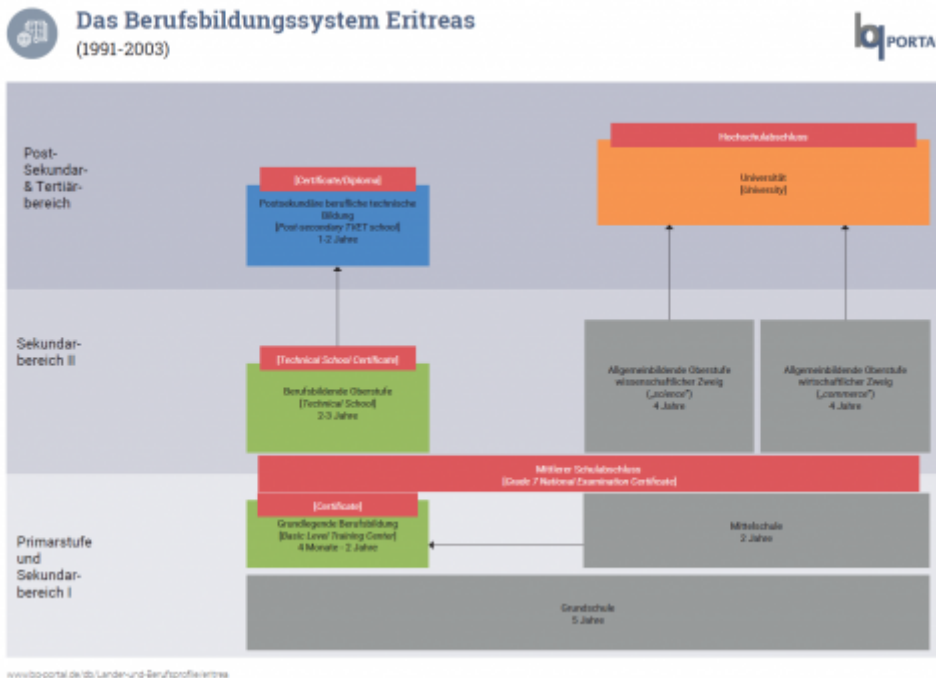 Das Berufsbildungssystem Eritreas
(1991-2003)
bq PORTA
Post-
Sekundar-
& Tertiär-
bereich
[Certificate/Diploma]
Postsekundäre berufliche technische
Bildung
[Post-secondary TVET school]
1-2 Jahre
Hochschulabschluss
Universität
[University]
Sekundar-
bereich II
[Technical School Certificate]
Berufsbildende Oberstufe
[Technical School]
2-3 Jahre
Allgemeinbildende Oberstufe
wissenschaftlicher Zweig
(„science")
4 Jahre
Allgemeinbildende Oberstufe
wirtschaftlicher Zweig
(„commerce")
4 Jahre
Mittlerer Schulabschluss
[Grade 7 National Examination Certificate]
Primarstufe
und
Sekundar-
bereich I
[Certificate]
Grundlegende Berufsbildung
[Basic Level Training Center]
4 Monate - 2 Jahre
Mittelschule
2 Jahre
Grundschule
5 Jahre
www.bq-portal.de/db/Länder-und-Berufsprofile/eritrea